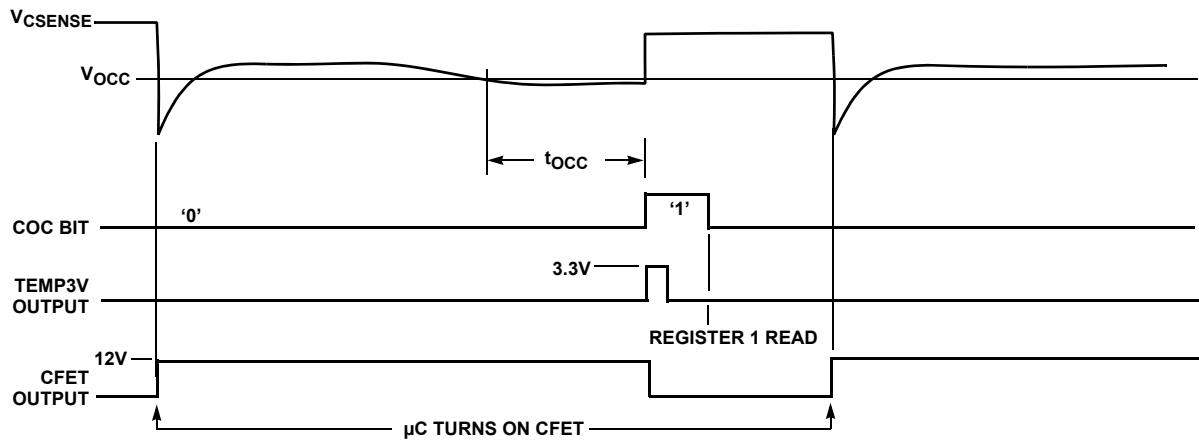 VCSENSE
VOCC
tOCC
COC BIT
‘0’
‘1’
3.3V
TEMP3V
OUTPUT
REGISTER 1 READ
12V
CFET
OUTPUT
µC TURNS ON CFET